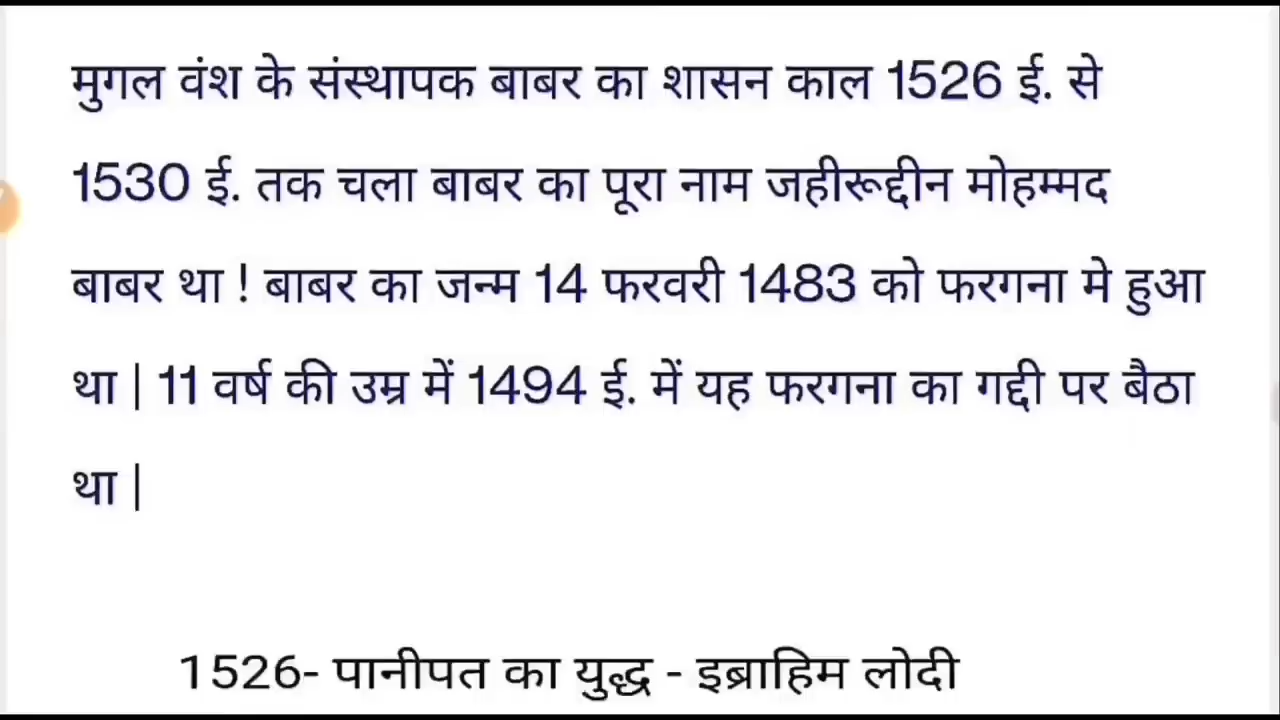 मुगल वंश के संस्थापक बाबर का शासन काल 1526 ई. से
1530 ई. तक चला बाबर का पूरा नाम जहीरूद्दीन मोहम्मद
बाबर था ! बाबर का जन्म 14 फरवरी 1483 को फरगना मे हुआ
था | 11 वर्ष की उम्र में 1494 ई. में यह फरगना का गद्दी पर बैठा
था |
1526- पानीपत का युद्ध - इब्राहिम लोदी